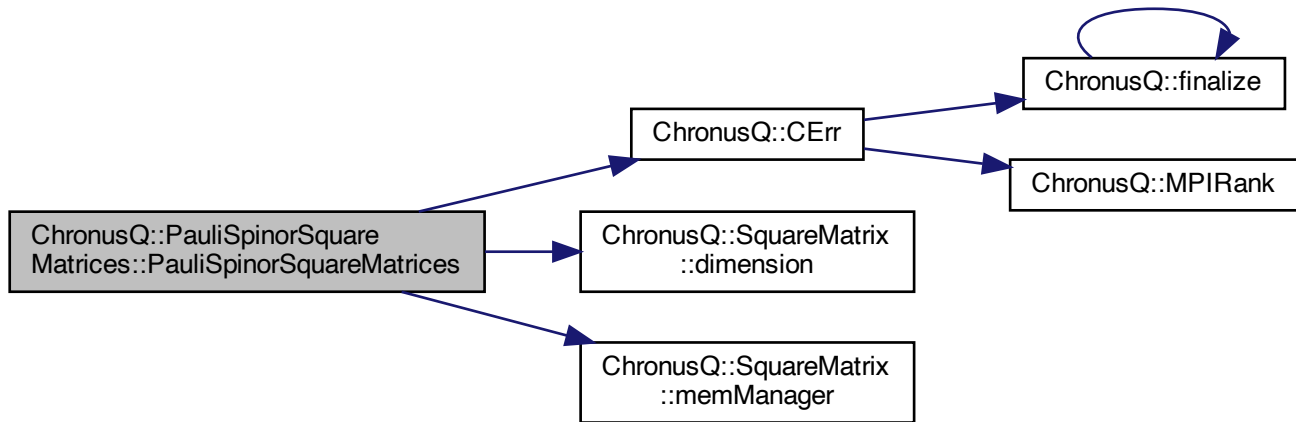 ChronusQ::finalize
ChronusQ::CErr
ChronusQ::MPIRank
ChronusQ::PauliSpinorSquare
Matrices::PauliSpinorSquareMatrices
ChronusQ::SquareMatrix
::dimension
ChronusQ::SquareMatrix
::memManager